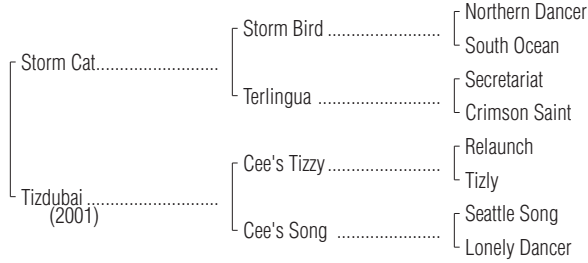 Northern Dancer
Storm Bird ....................
South Ocean
Storm Cat..........................
Secretariat
Terlingua ......................
Crimson Saint
Relaunch
Cee's Tizzy ....................
Tizly
Tizdubai ............................
(2001)
Seattle Song
Cee's Song ..................
Lonely Dancer